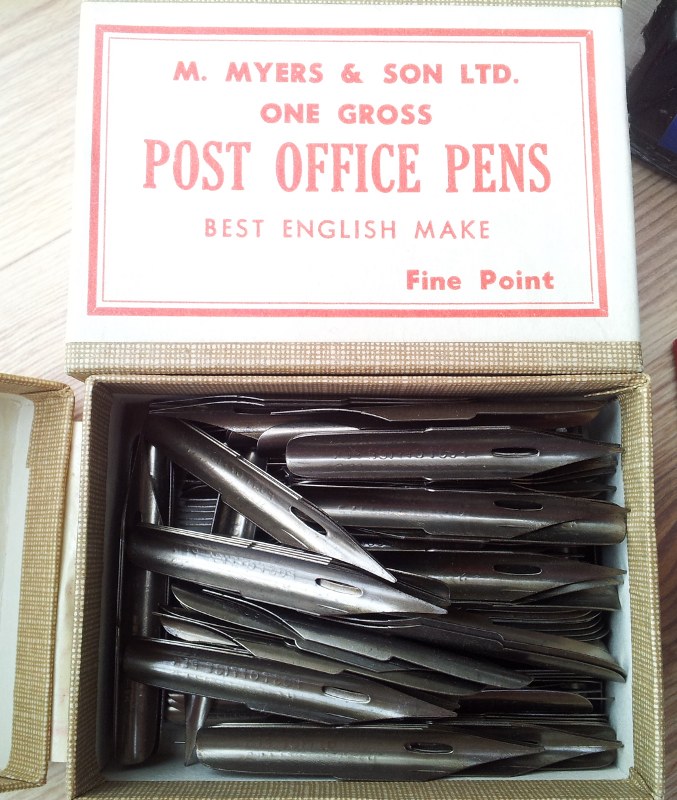 M. MYERS & SON LTD.
ONE GROSS
POST OFFICE PENS
BEST ENGLISH MAKE
Fine Point